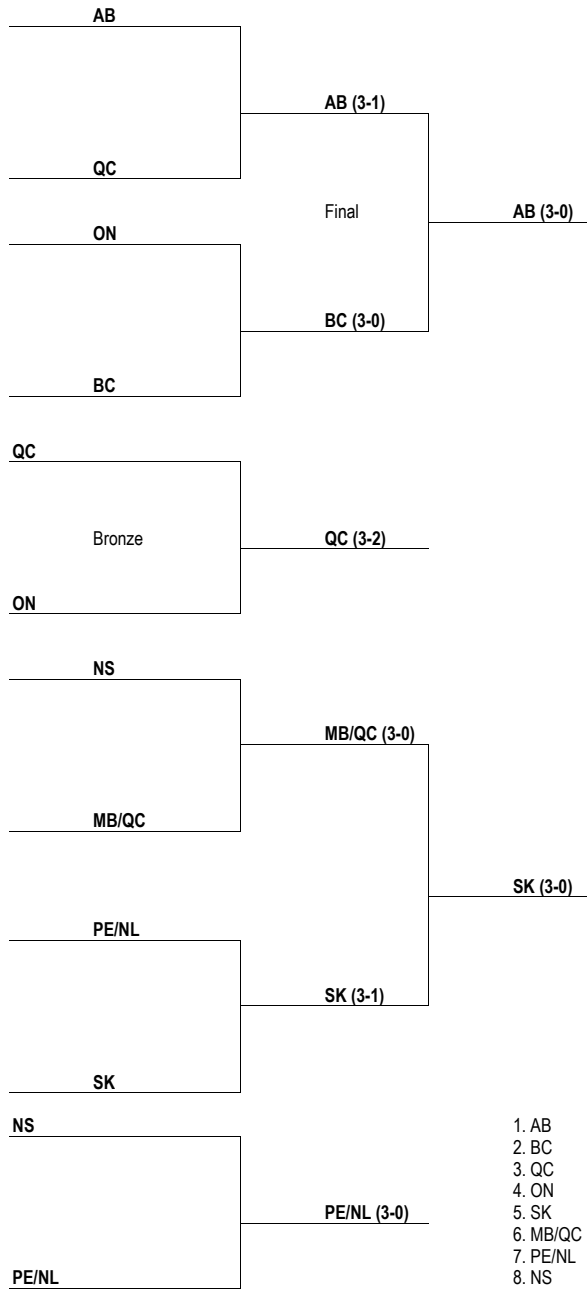 AB
AB (3-1)
QC
Final
AB (3-0)
ON
BC (3-0)
BC
QC
Bronze
QC (3-2)
ON
NS
MB/QC (3-0)
MB/QC
SK (3-0)
PE/NL
SK (3-1)
SK
NS
PE/NL (3-0)
PE/NL
1. AB
2. BC
3. QC
4. ON
5. SK
6. MB/QC
7. PE/NL
8. NS